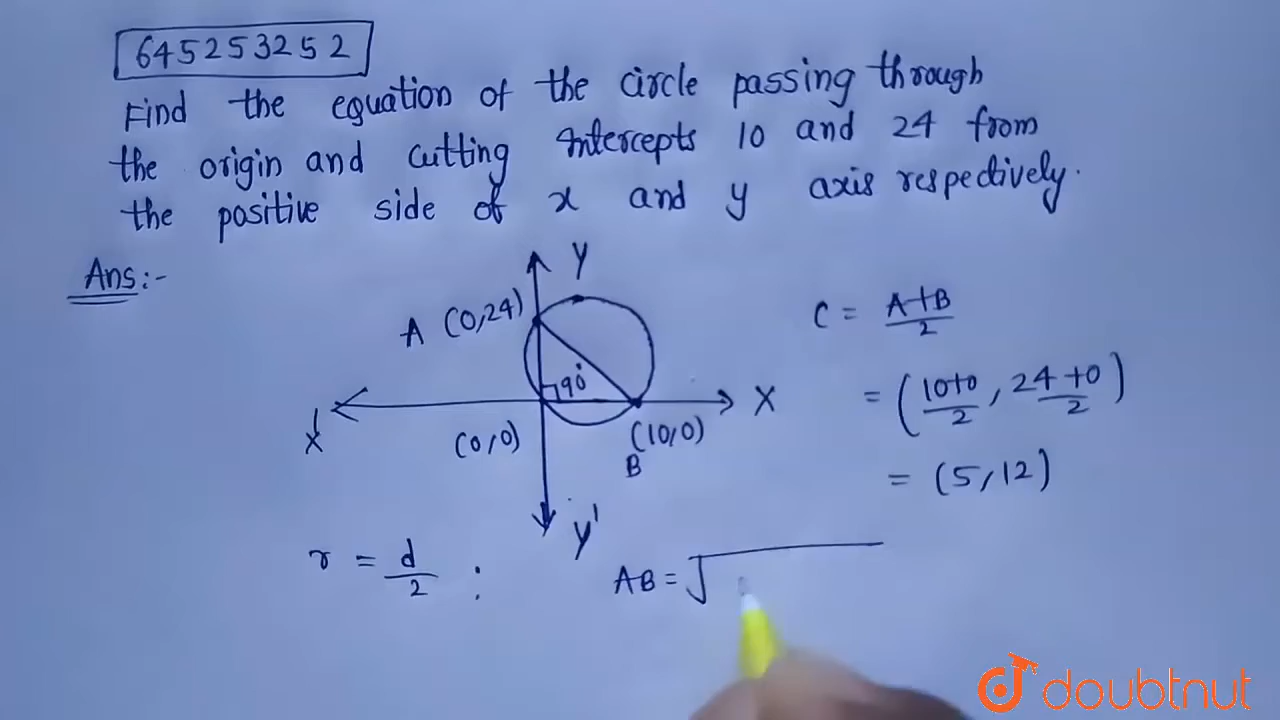 645253252
Find the equation of the circle passing through
the origin and cutting Intercepts 10 and 24 from
the positive side of x and y axis respectively.
Ans:-
Y
A (0,24)
90°
X
X'
(0,0)
(10,0)
B
Y'
C = A+B/2
= (10+0/2, 24+0/2)
= (5,12)
r = d/2 ; AB = √
doubtnut